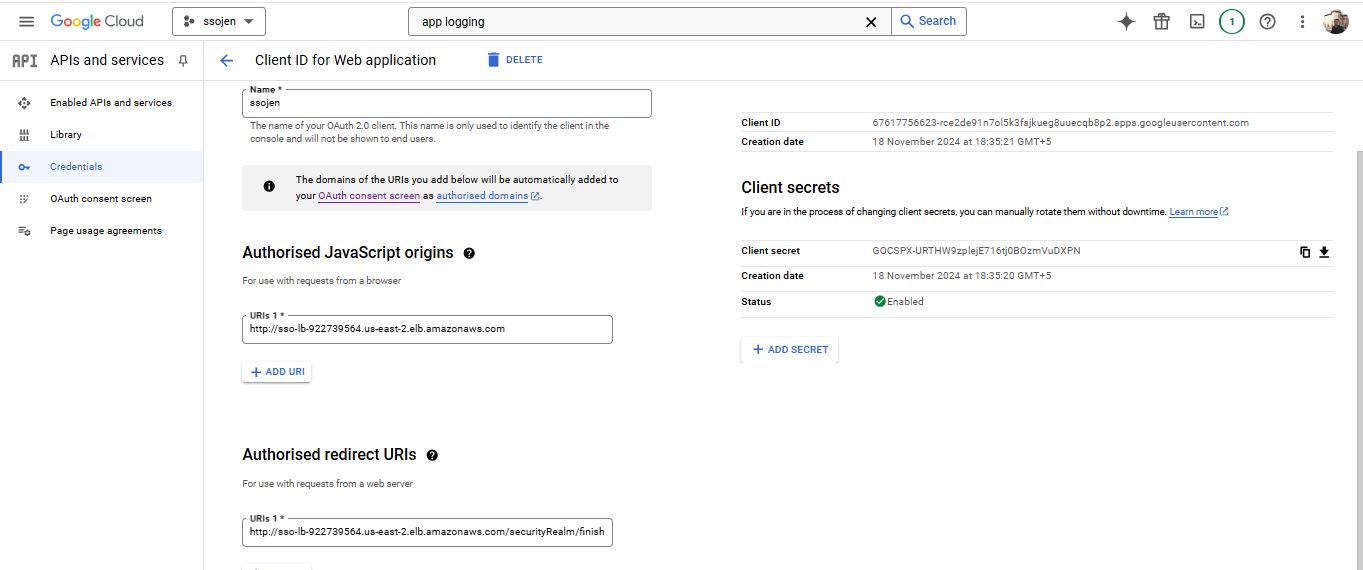 Google Cloud
ssojen
app logging
Search
1
API
APIs and services
Client ID for Web application
DELETE
Enabled APIs and services
Library
Credentials
OAuth consent screen
Page usage agreements
Name *
ssojen
The name of your OAuth 2.0 client. This name is only used to identify the client in the
console and will not be shown to end users.
The domains of the URIs you add below will be automatically added to
your OAuth consent screen as authorised domains.
Authorised JavaScript origins
For use with requests from a browser
URIs 1 *
http://sso-lb-922739564.us-east-2.elb.amazonaws.com
+ ADD URI
Authorised redirect URIs
For use with requests from a web server
URIs 1 *
http://sso-lb-922739564.us-east-2.elb.amazonaws.com/securityRealm/finish
Client ID 67617756623-rce2de91n7ol5k3fsjkueg8uuecqb8p2.apps.googleusercontent.com
Creation date 18 November 2024 at 18:35:21 GMT+5
Client secrets
If you are in the process of changing client secrets, you can manually rotate them without downtime. Learn more
Client secret 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
Creation date 18 November 2024 at 18:35:20 GMT+5
Status Enabled
+ ADD SECRET